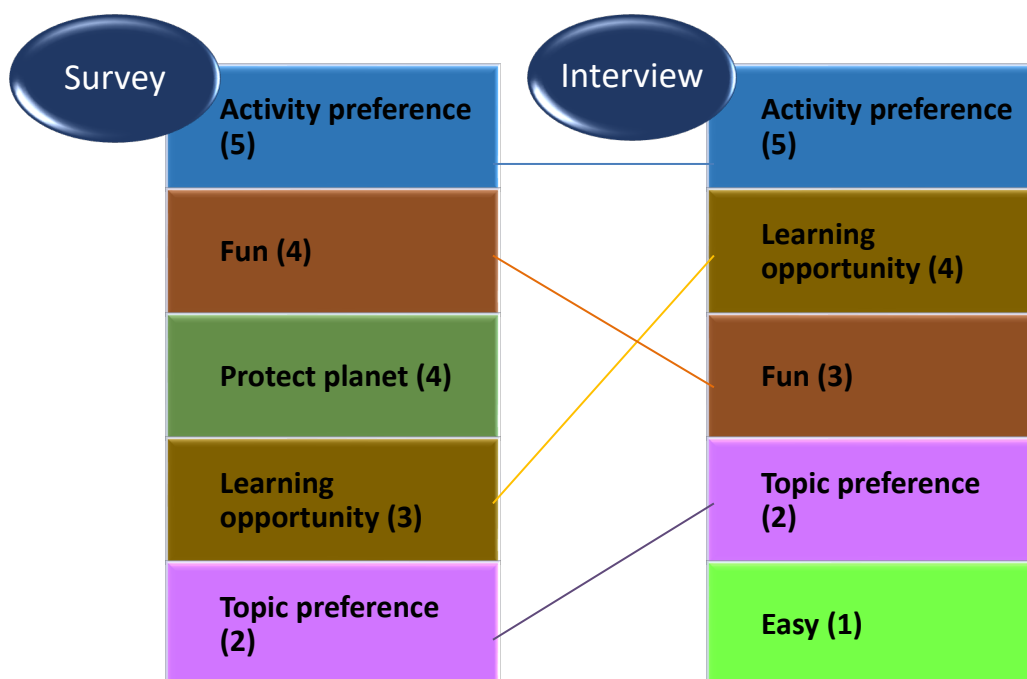 Survey
Activity preference
(5)
Fun (4)
Protect planet (4)
Learning
opportunity (3)
Topic preference
(2)
Interview
Activity preference
(5)
Learning
opportunity (4)
Fun (3)
Topic preference
(2)
Easy (1)